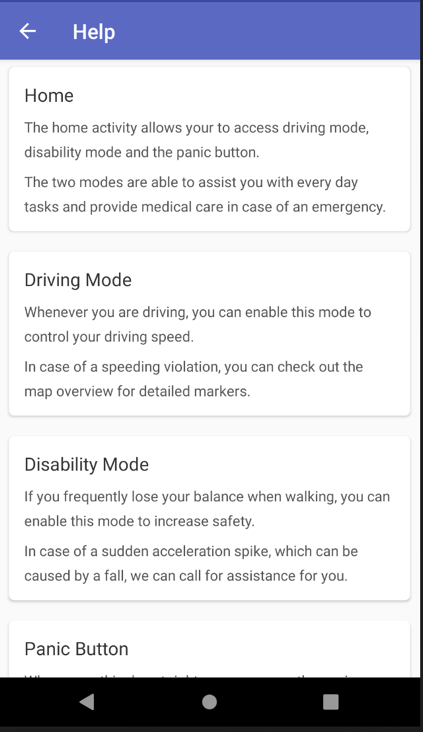 Help
Home
The home activity allows your to access driving mode,
disability mode and the panic button.
The two modes are able to assist you with every day
tasks and provide medical care in case of an emergency.
Driving Mode
Whenever you are driving, you can enable this mode to
control your driving speed.
In case of a speeding violation, you can check out the
map overview for detailed markers.
Disability Mode
If you frequently lose your balance when walking, you can
enable this mode to increase safety.
In case of a sudden acceleration spike, which can be
caused by a fall, we can call for assistance for you.
Panic Button